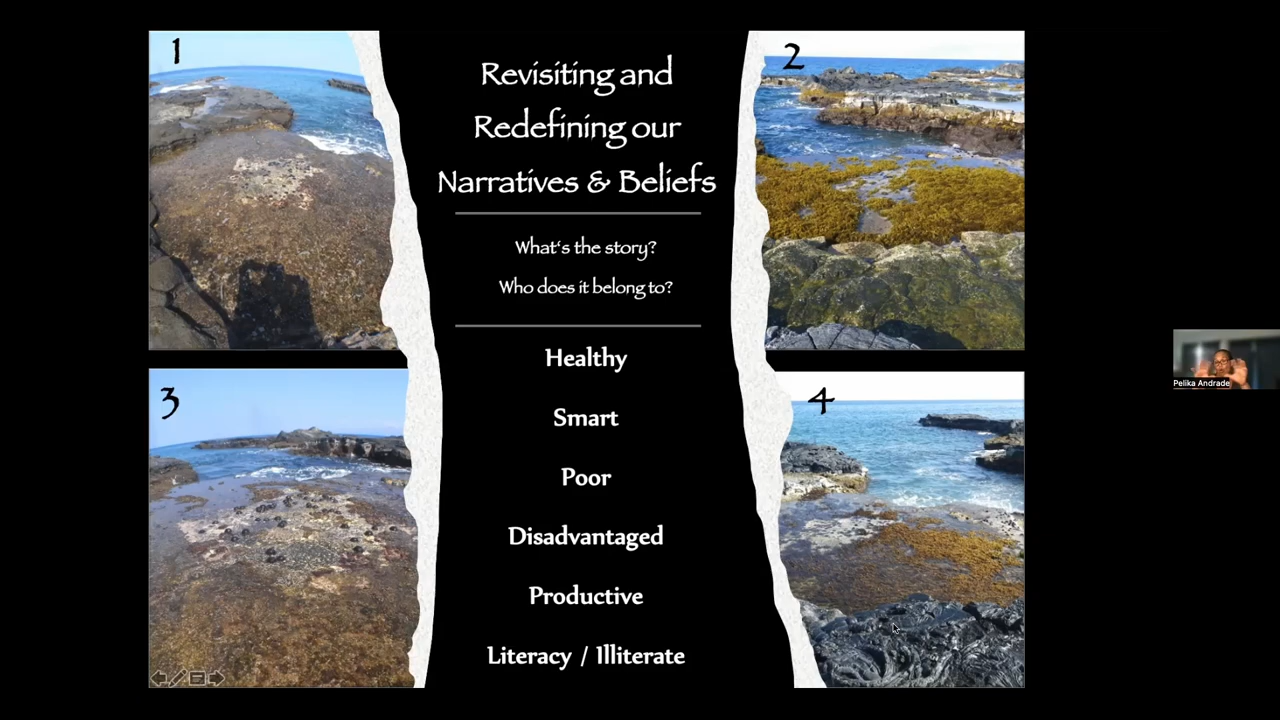 1
Revisiting and
Redefining our
Narratives & Beliefs
What's the story?
Who does it belong to?
Healthy
Smart
Poor
Disadvantaged
Productive
Literacy / Illiterate
2
3
4
Pelika Andrade